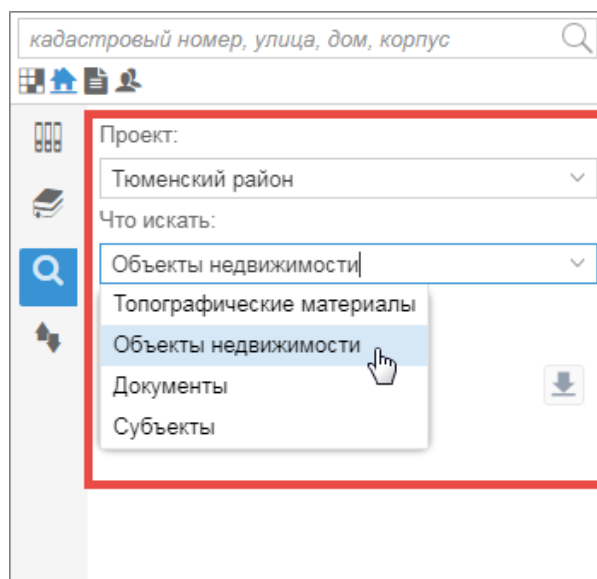 кадастровый номер, улица, дом, корпус
Проект:
Тюменский район
Что искать:
Объекты недвижимости
Топографические материалы
Объекты недвижимости
Документы
Субъекты